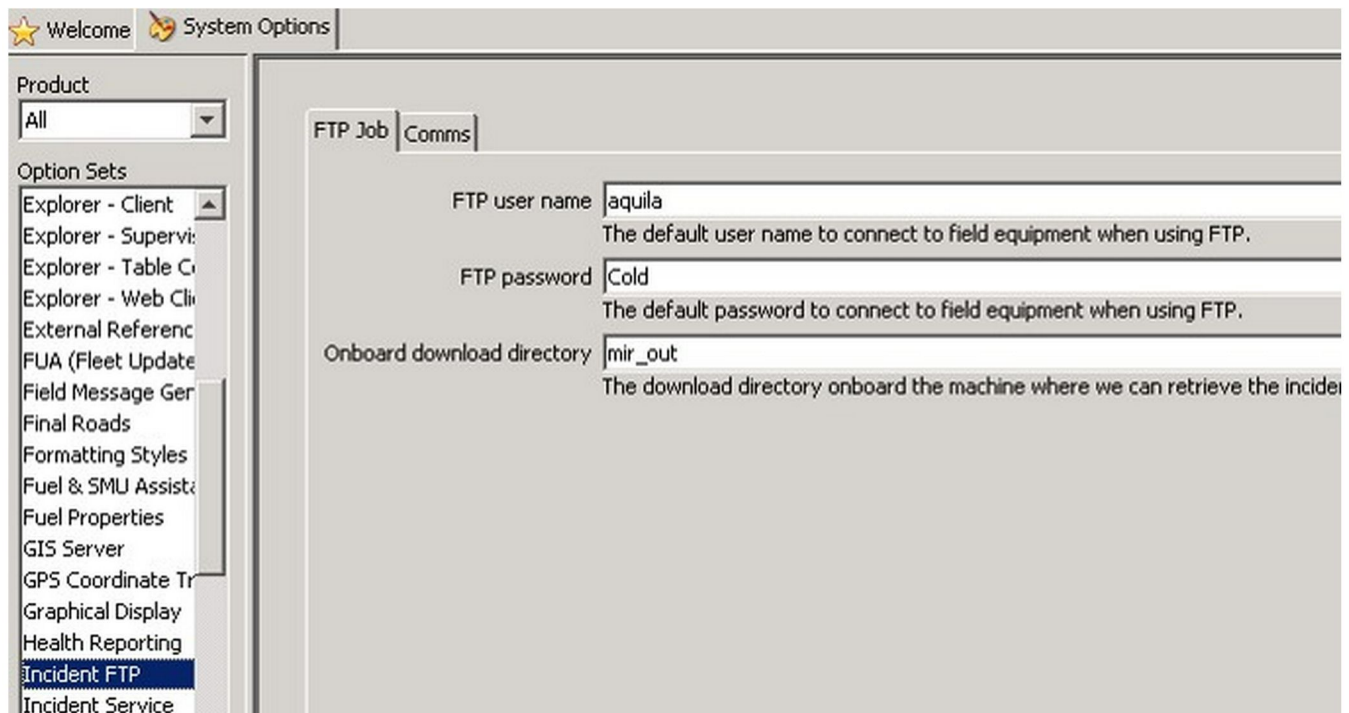 Welcome
System Options
Product
All
Option Sets
Explorer - Client
Explorer - Supervi
Explorer - Table C
Explorer - Web Cli
External Referenc
FUA (Fleet Update
Field Message Ger
Final Roads
Formatting Styles
Fuel & SMU Assista
Fuel Properties
GIS Server
GPS Coordinate Tr
Graphical Display
Health Reporting
Incident FTP
Incident Service
FTP Job
Comms
FTP user name aquila
The default user name to connect to field equipment when using FTP.
FTP password Cold
The default password to connect to field equipment when using FTP.
Onboard download directory mir_out
The download directory onboard the machine where we can retrieve the incider